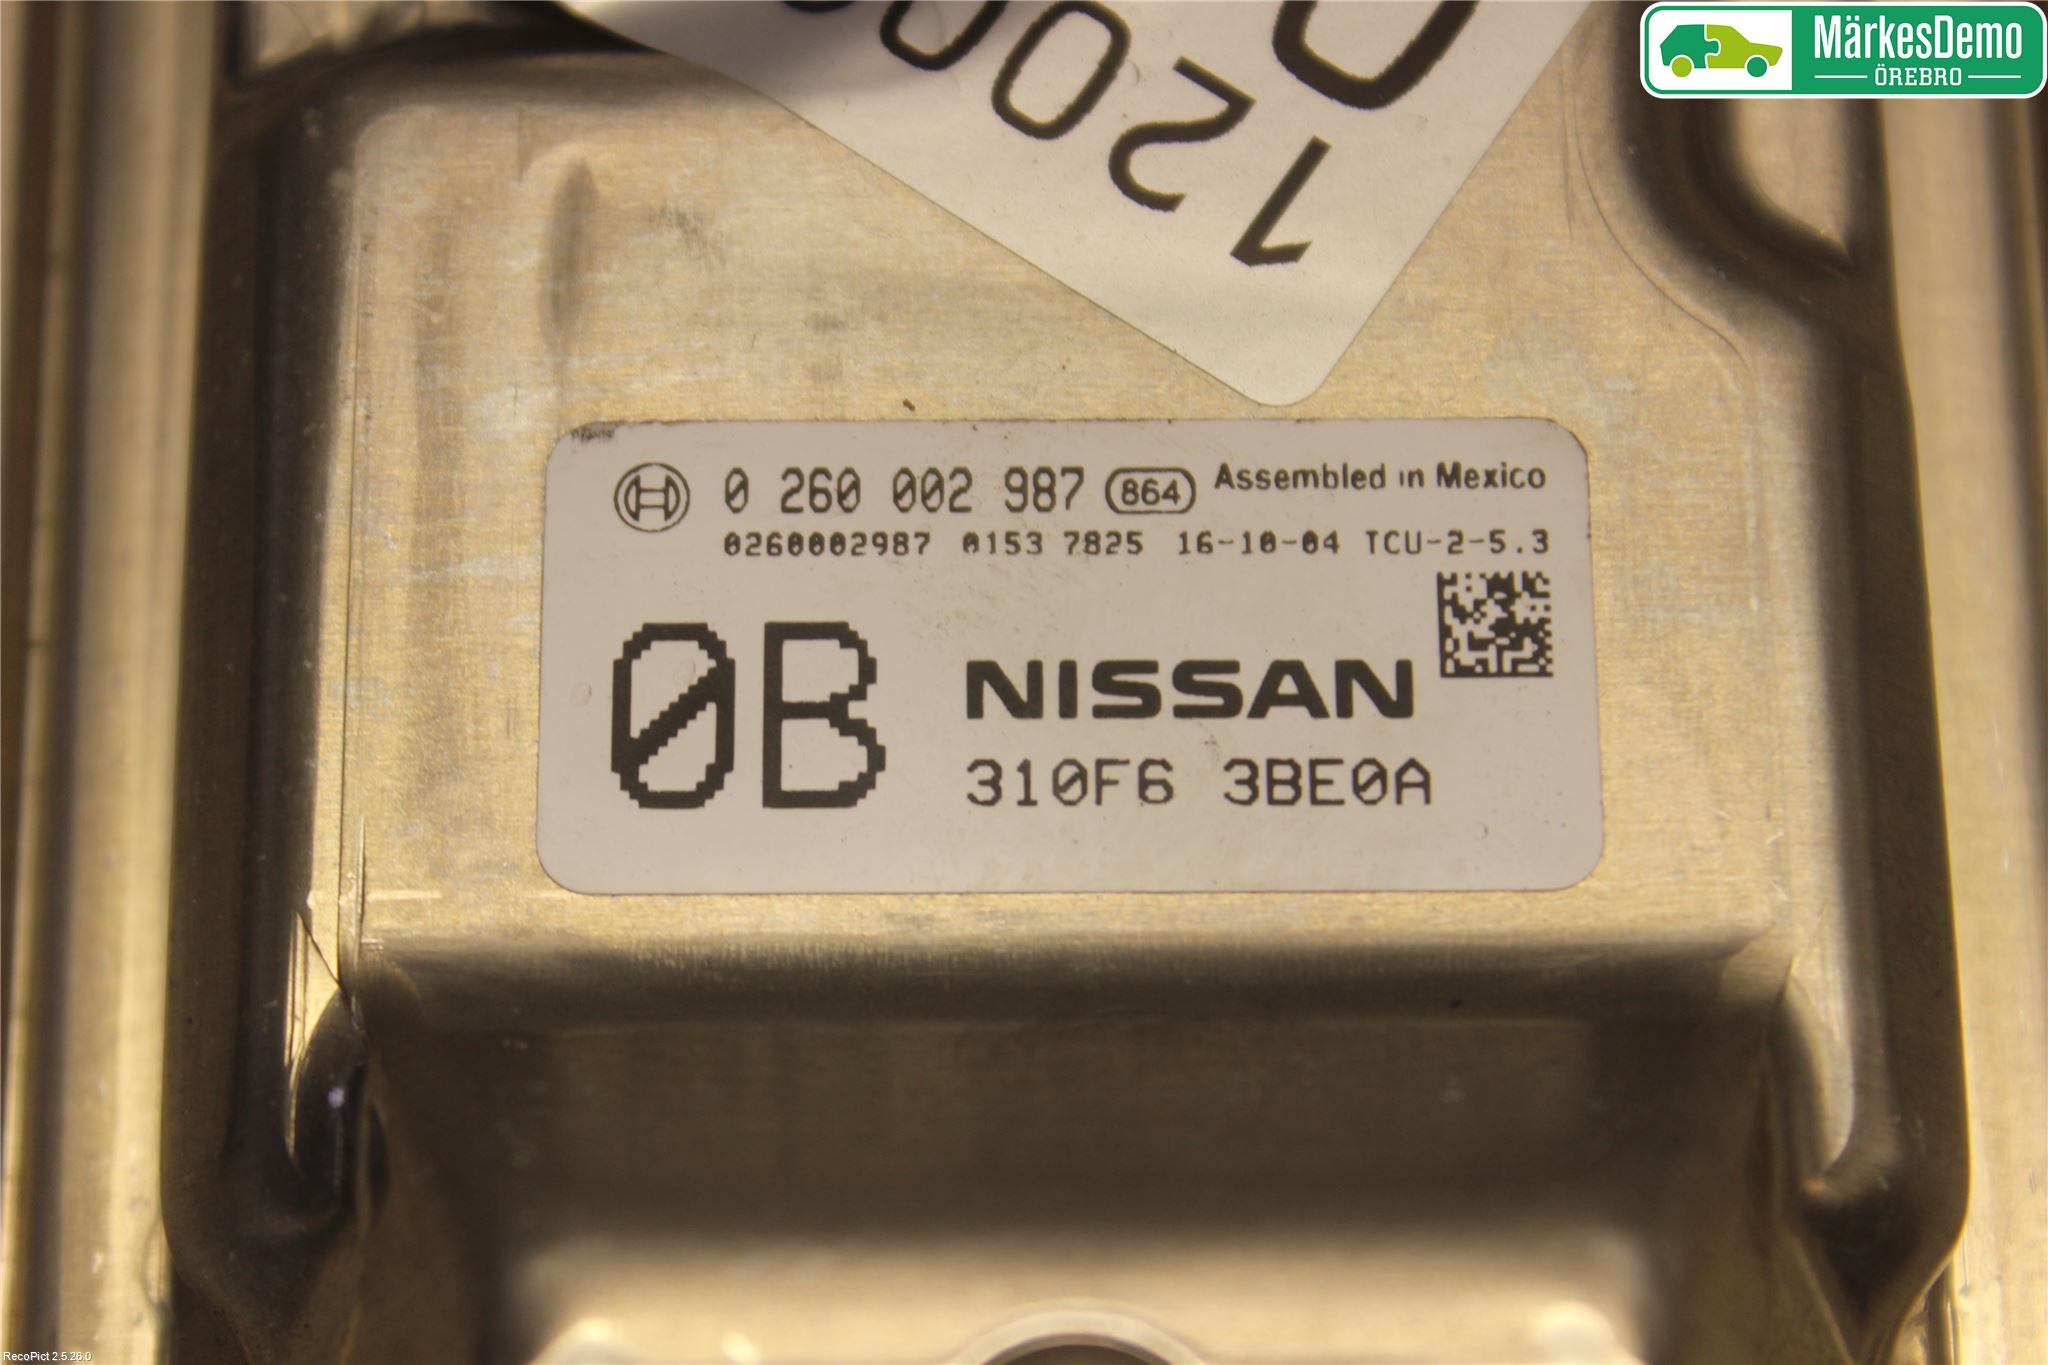 MärkesDemo
ÖREBRO
1200
0 260 002 987 864 Assembled in Mexico
0260002987 0153 7825 16-10-04 TCU-2-5.3
0B NISSAN
310F6 3BE0A
RecoPict 2.5.26.0